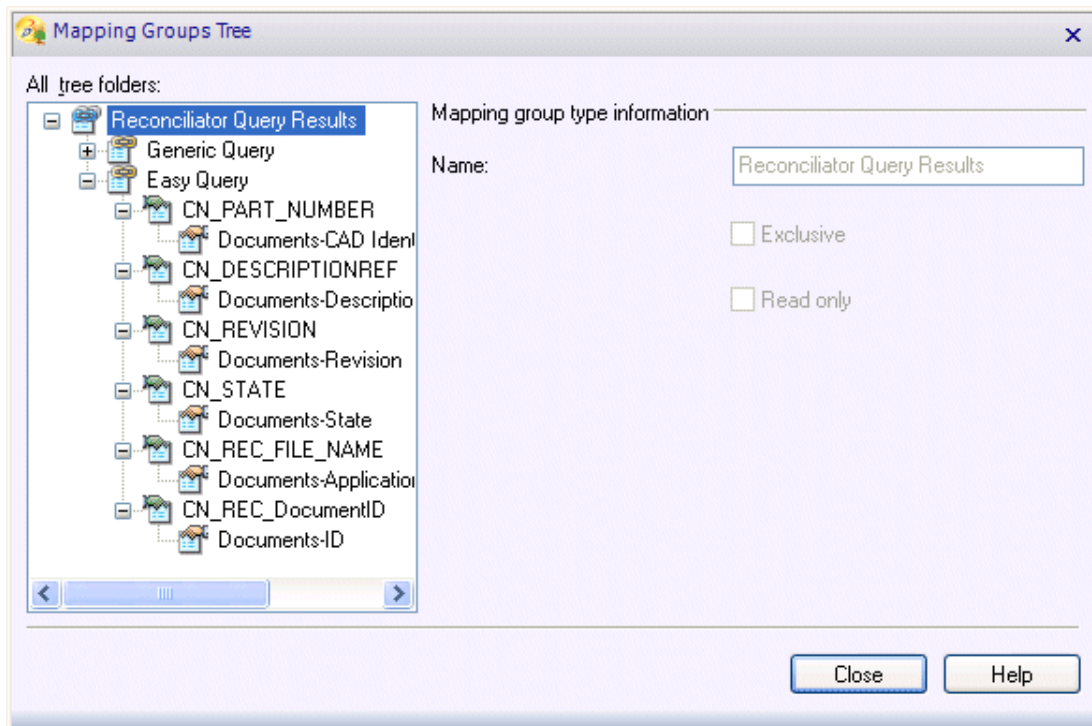 Mapping Groups Tree
All tree folders:
Reconciliator Query Results
Generic Query
Easy Query
CN_PART_NUMBER
Documents-CAD Ident
CN_DESCRIPTIONREF
Documents-Descriptio
CN_REVISION
Documents-Revision
CN_STATE
Documents-State
CN_REC_FILE_NAME
Documents-Application
CN_REC_DocumentID
Documents-ID
Mapping group type information
Name:
Reconciliator Query Results
Exclusive
Read only
Close
Help